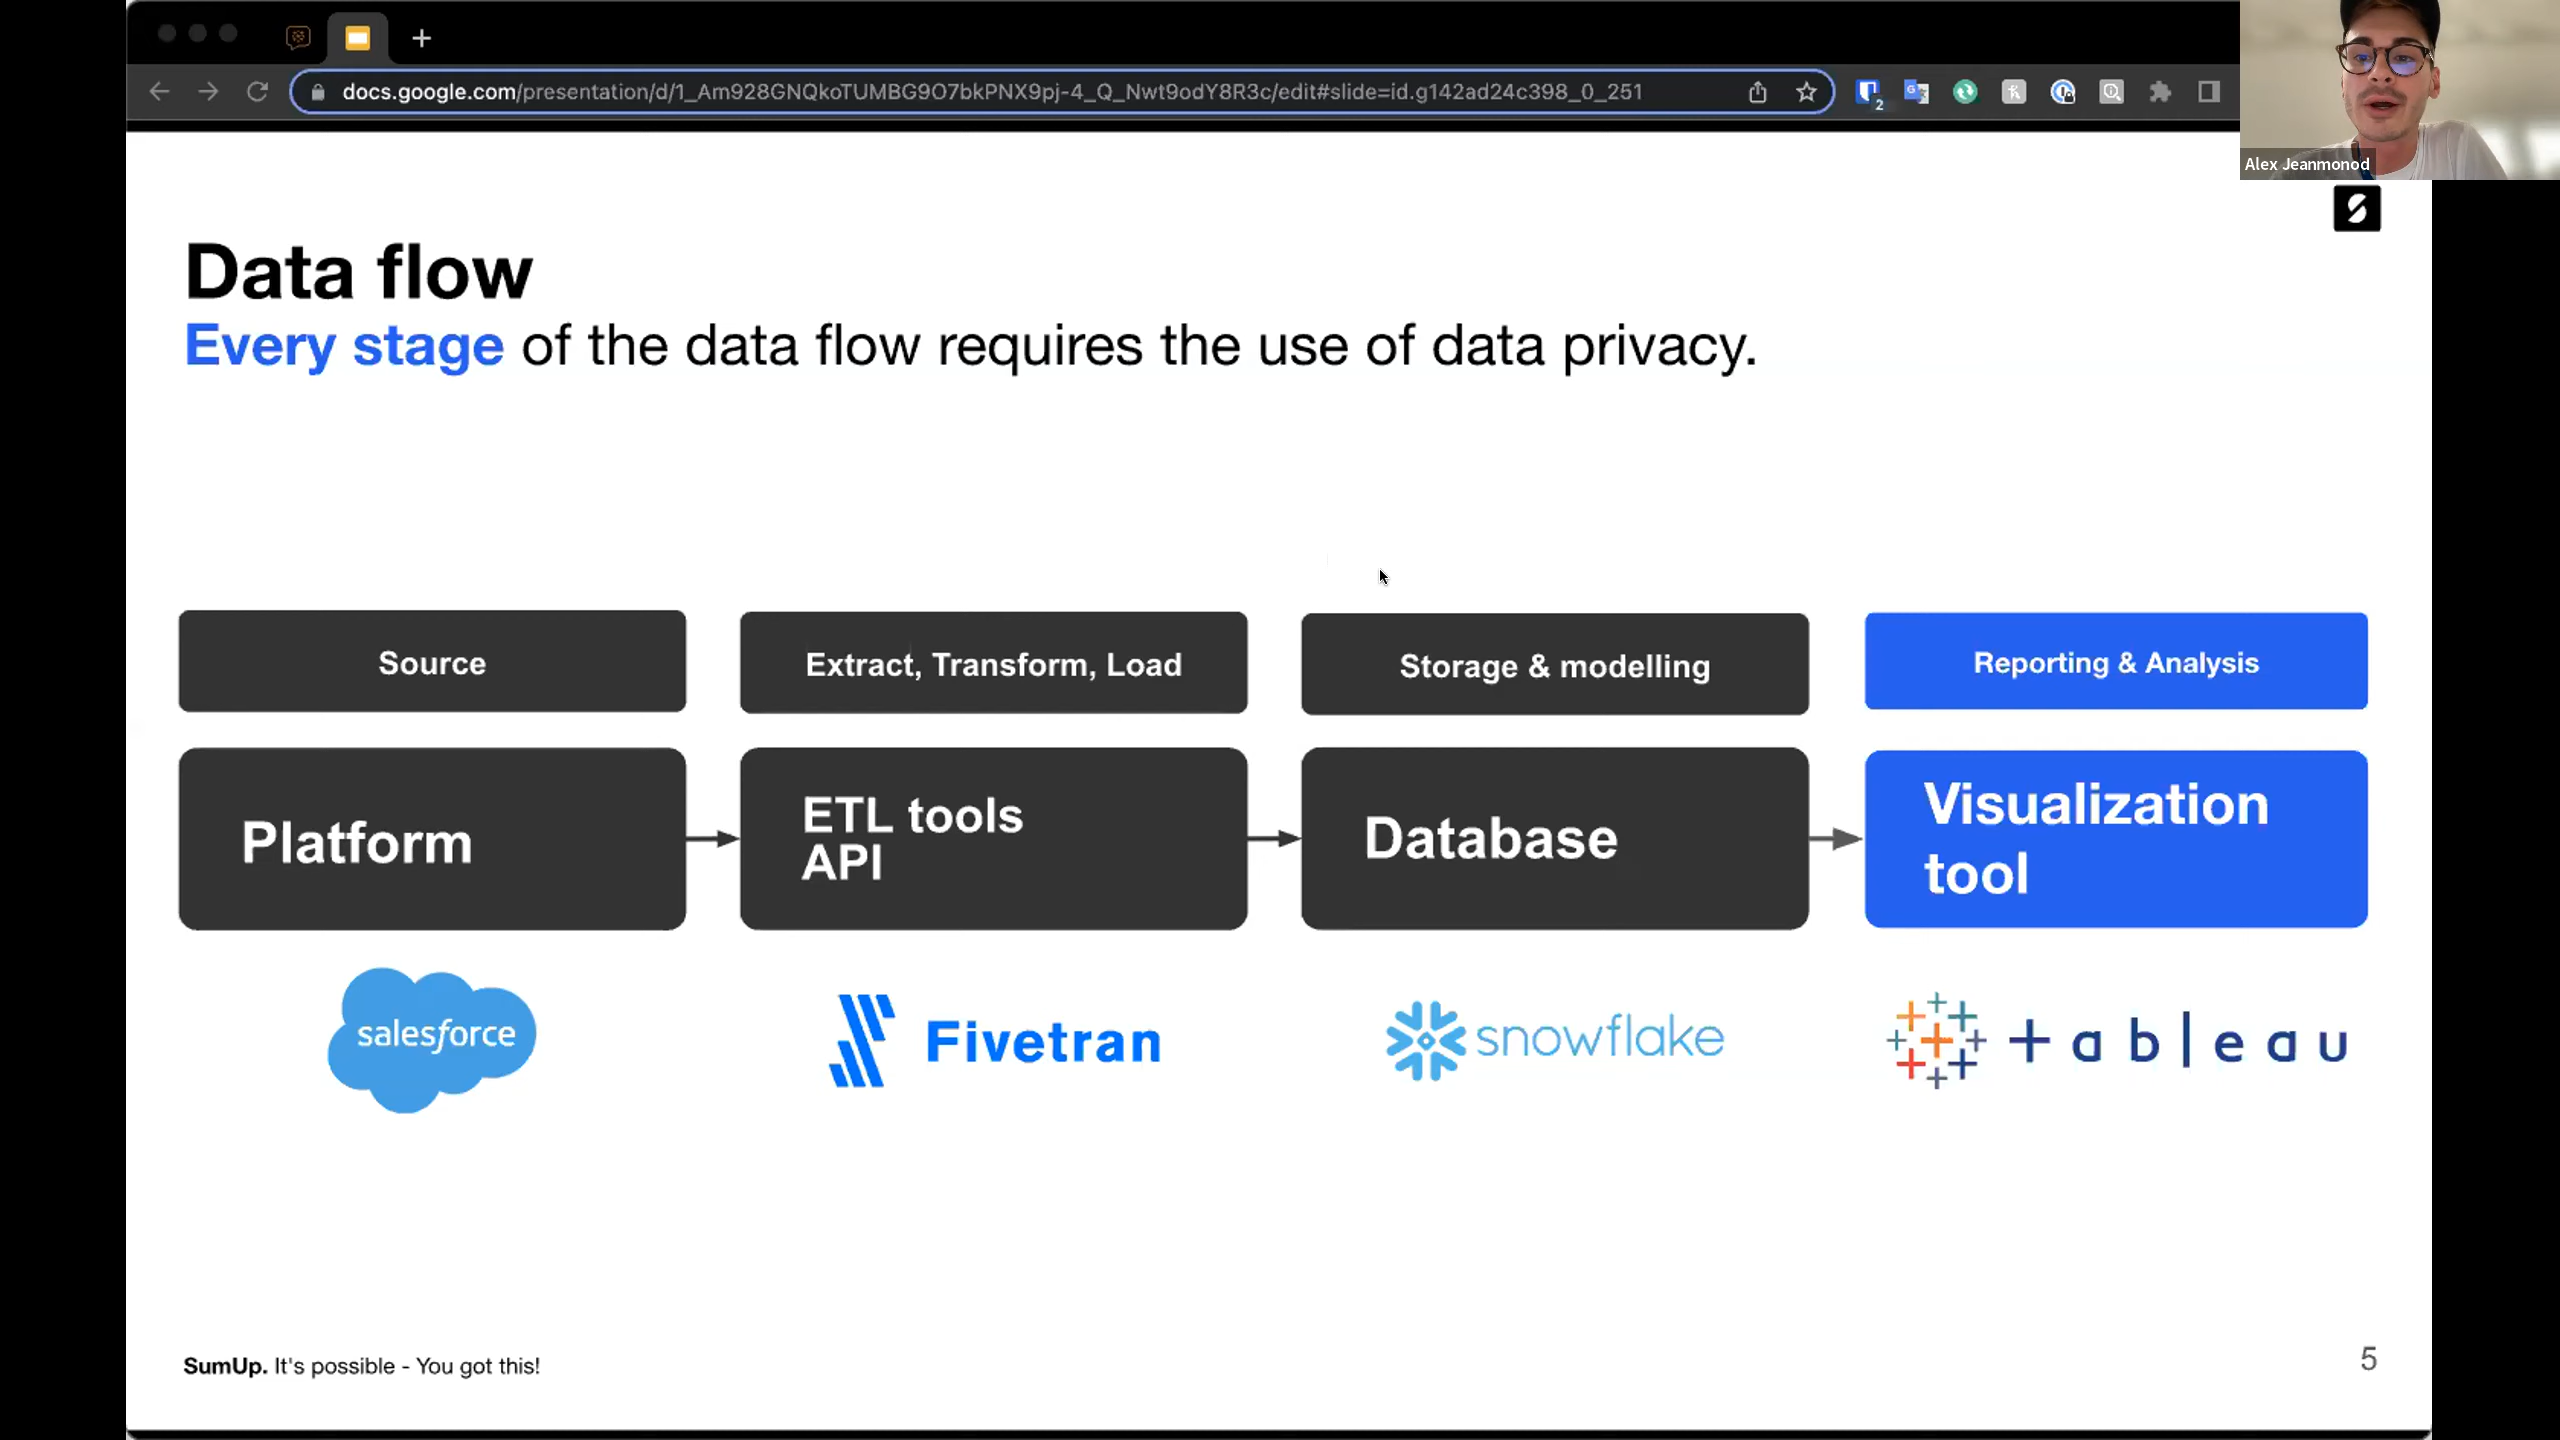 docs.google.com/presentation/d/1_Am928GNQkoTUMBG9O7bkPNX9pj-4_Q_Nwt9odY8R3c/edit#slide=id.g142ad24c398_0_251
2
Alex Jeanmonod
Data flow
Every stage of the data flow requires the use of data privacy.
Source
Extract, Transform, Load
Storage & modelling
Reporting & Analysis
Platform
ETL tools
API
Database
Visualization
tool
salesforce
Fivetran
snowflake
+ableau
SumUp. It's possible - You got this!
5